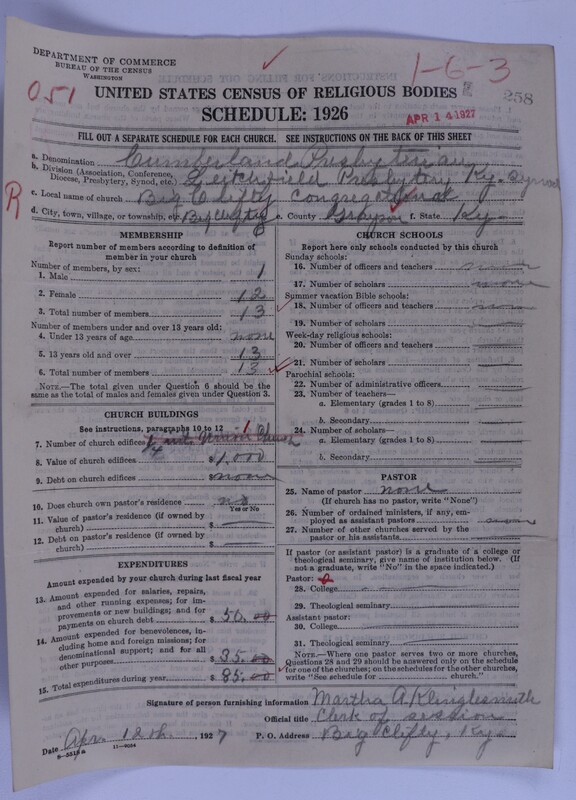 DEPARTMENT OF COMMERCE
BUREAU OF THE CENSUS
WASHINGTON
1-6-3
051
UNITED STATES CENSUS OF RELIGIOUS BODIES
258
SCHEDULE: 1926
APR 14 1927
FILL OUT A SEPARATE SCHEDULE FOR EACH CHURCH. SEE INSTRUCTIONS ON THE BACK OF THIS SHEET
R
a. Denomination Cumberland Presbyterian
b. Division (Association, Conference, Diocese, Presbytery, Synod, etc.) Leitchfield Presbytery Ky. Synod
c. Local name of church Big Clifty Congregational
d. City, town, village, or township, etc. Big Clifty e. County Grayson f. State Ky.
MEMBERSHIP
Report number of members according to definition of
member in your church
Number of members, by sex:
1. Male 1
2. Female 12
3. Total number of members 13
Number of members under and over 13 years old:
4. Under 13 years of age none
5. 13 years old and over 13
6. Total number of members 13
NOTE.—The total given under Question 6 should be the
same as the total of males and females given under Question 3.
CHURCH BUILDINGS
See instructions, paragraphs 10 to 12
7. Number of church edifices 1
8. Value of church edifices $1,000
9. Debt on church edifices $none
10. Does church own pastor's residence no
Yes or No
11. Value of pastor's residence (if owned by
church) $
12. Debt on pastor's residence (if owned by
church) $
EXPENDITURES
Amount expended by your church during last fiscal year
13. Amount expended for salaries, repairs,
and other running expenses; for im-
provements or new buildings; and for
payments on church debt $50.00
14. Amount expended for benevolences, in-
cluding home and foreign missions; for
denominational support; and for all
other purposes $35.00
15. Total expenditures during year $85.00
CHURCH SCHOOLS
Report here only schools conducted by this church
Sunday schools:
16. Number of officers and teachers none
17. Number of scholars none
Summer vacation Bible schools:
18. Number of officers and teachers none
19. Number of scholars
Week-day religious schools:
20. Number of officers and teachers
21. Number of scholars
Parochial schools:
22. Number of administrative officers
23. Number of teachers—
a. Elementary (grades 1 to 8)
b. Secondary
24. Number of scholars—
a. Elementary (grades 1 to 8)
b. Secondary
PASTOR
25. Name of pastor none
(If church has no pastor, write "None")
26. Number of ordained ministers, if any, em-
ployed as assistant pastors none
27. Number of other churches served by the
pastor or his assistants
If pastor (or assistant pastor) is a graduate of a college or
theological seminary, give name of institution below. (If
not a graduate, write "No" in the space indicated.)
Pastor:
28. College
29. Theological seminary
Assistant pastor:
30. College
31. Theological seminary
NOTE.—Where one pastor serves two or more churches,
Questions 28 and 29 should be answered only on the schedule
for one of the churches; on the schedules for the other churches,
write "See schedule for church."
Signature of person furnishing information Martha A. Klinglesmith
Official title Clerk of session
Date Apr. 12th, 1927 P. O. Address Big Clifty, Ky.
8-5518a 11-9034